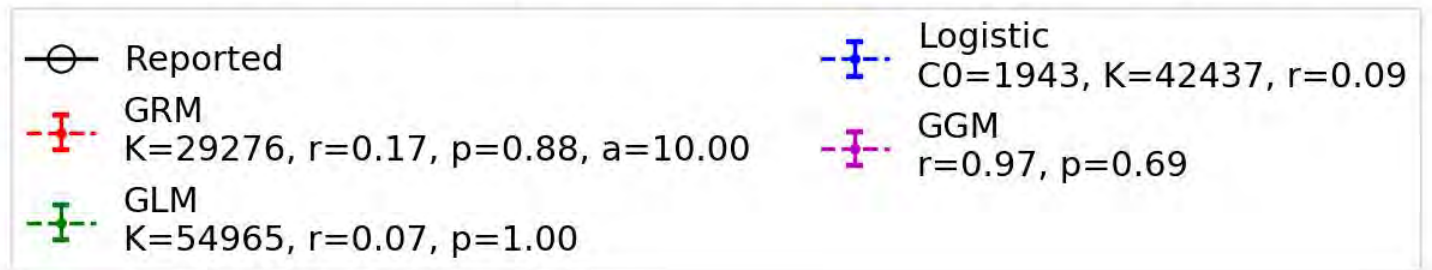 Reported
GRM
K=29276, r=0.17, p=0.88, a=10.00
GLM
K=54965, r=0.07, p=1.00
Logistic
C0=1943, K=42437, r=0.09
GGM
r=0.97, p=0.69